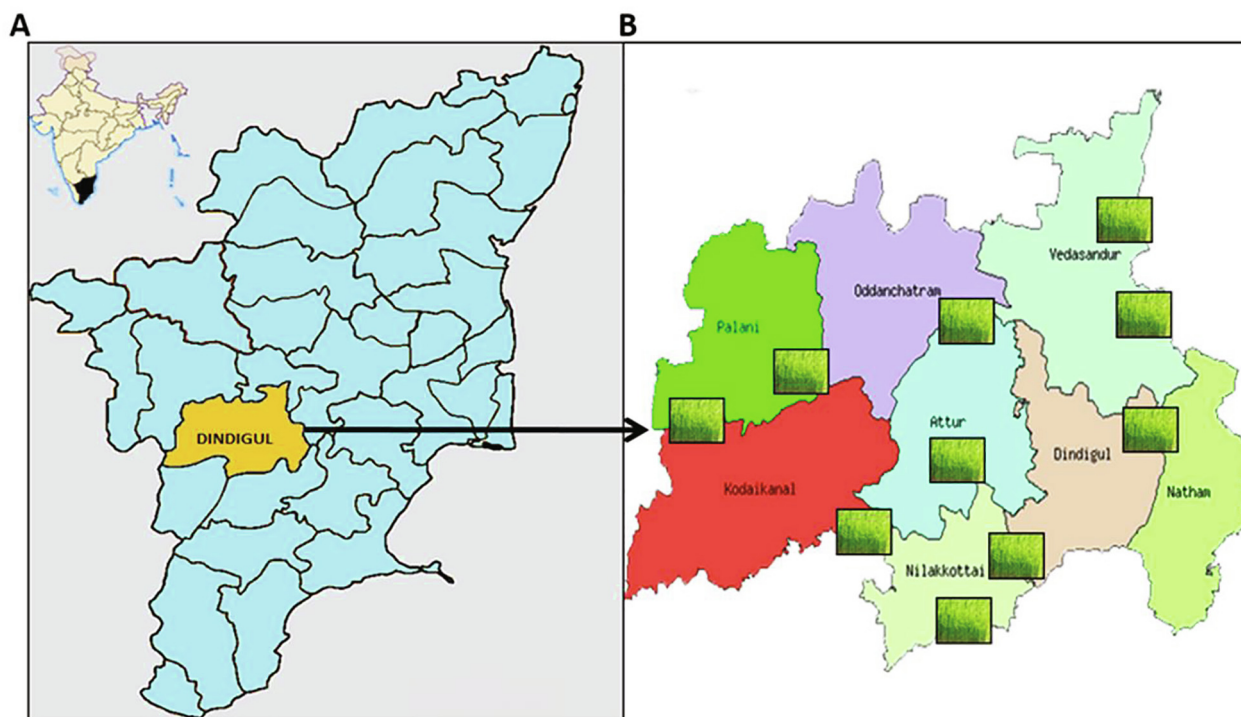 A
B
DINDIGUL
Vedasandur
Oddanchatram
Palani
Attur
Dindigul
Kodaikanal
Natham
Nilakkottai